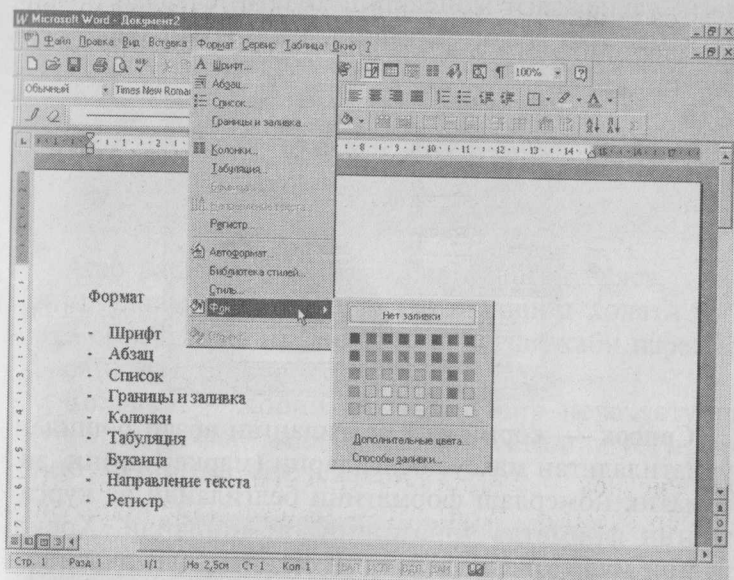 Microsoft Word - Документ2
Файл Правка Вид Вставка Формат Сервис Таблица Окно ?
100%
Обычный Times New Roman
Шрифт...
Абзац...
Список...
Границы и заливка...
Колонки...
Табуляция...
Регистр...
Автоформат...
Библиотека стилей...
Стиль...
Фон
Нет заливки
Дополнительные цвета...
Способы заливки...
Формат
- Шрифт
- Абзац
- Список
- Границы и заливка
- Колонки
- Табуляция
- Буквица
- Направление текста
- Регистр
Стр. 1 Разд 1 1/1 На 2,5см Ст 1 Кол 1